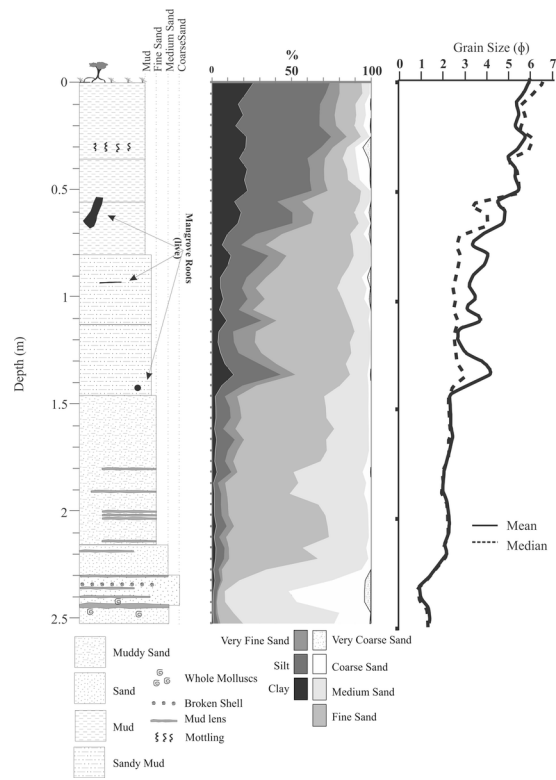 Mud
Fine Sand
Medium Sand
CoarseSand
%
0 50 100
Grain Size (ϕ)
0 1 2 3 4 5 6 7
Depth (m)
0
0.5
1
1.5
2
2.5
Mangrove Roots
(live)
Mean
Median
Muddy Sand
Sand
Mud
Sandy Mud
Whole Molluscs
Broken Shell
Mud lens
Mottling
Very Fine Sand
Silt
Clay
Very Coarse Sand
Coarse Sand
Medium Sand
Fine Sand